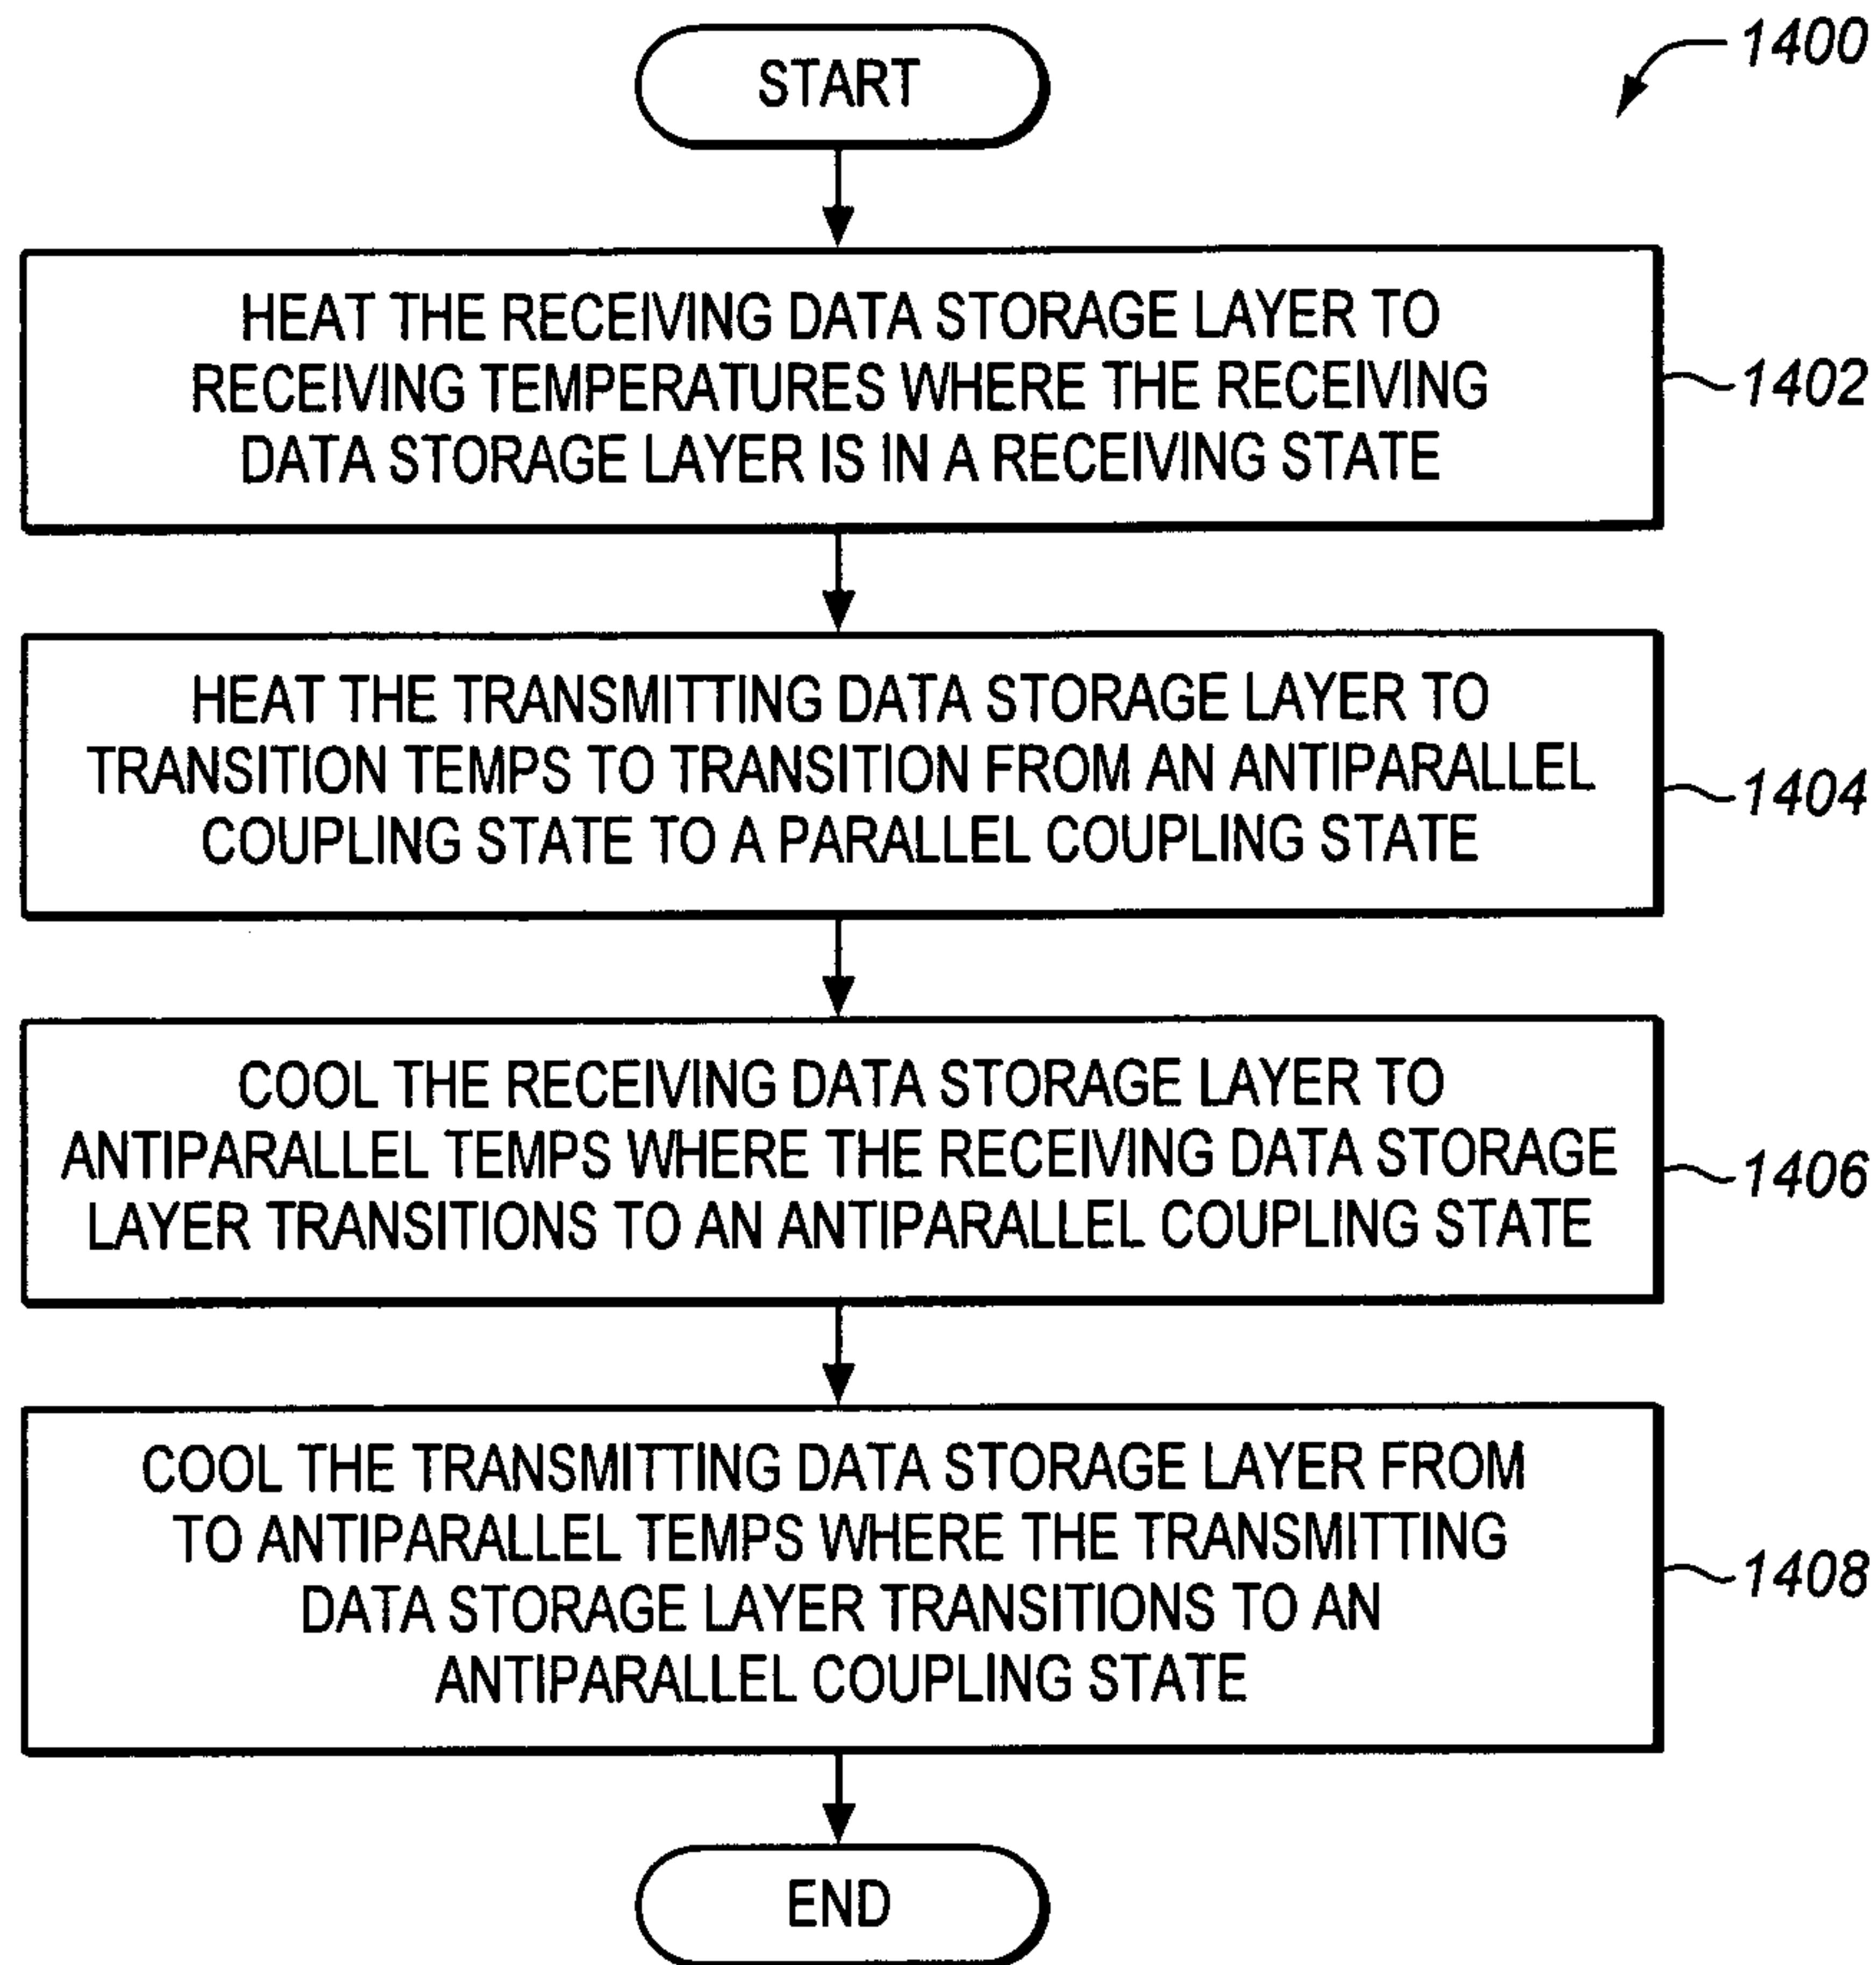 START
1400
HEAT THE RECEIVING DATA STORAGE LAYER TO
RECEIVING TEMPERATURES WHERE THE RECEIVING
DATA STORAGE LAYER IS IN A RECEIVING STATE
1402
HEAT THE TRANSMITTING DATA STORAGE LAYER TO
TRANSITION TEMPS TO TRANSITION FROM AN ANTIPARALLEL
COUPLING STATE TO A PARALLEL COUPLING STATE
1404
COOL THE RECEIVING DATA STORAGE LAYER TO
ANTIPARALLEL TEMPS WHERE THE RECEIVING DATA STORAGE
LAYER TRANSITIONS TO AN ANTIPARALLEL COUPLING STATE
1406
COOL THE TRANSMITTING DATA STORAGE LAYER FROM
TO ANTIPARALLEL TEMPS WHERE THE TRANSMITTING
DATA STORAGE LAYER TRANSITIONS TO AN
ANTIPARALLEL COUPLING STATE
1408
END